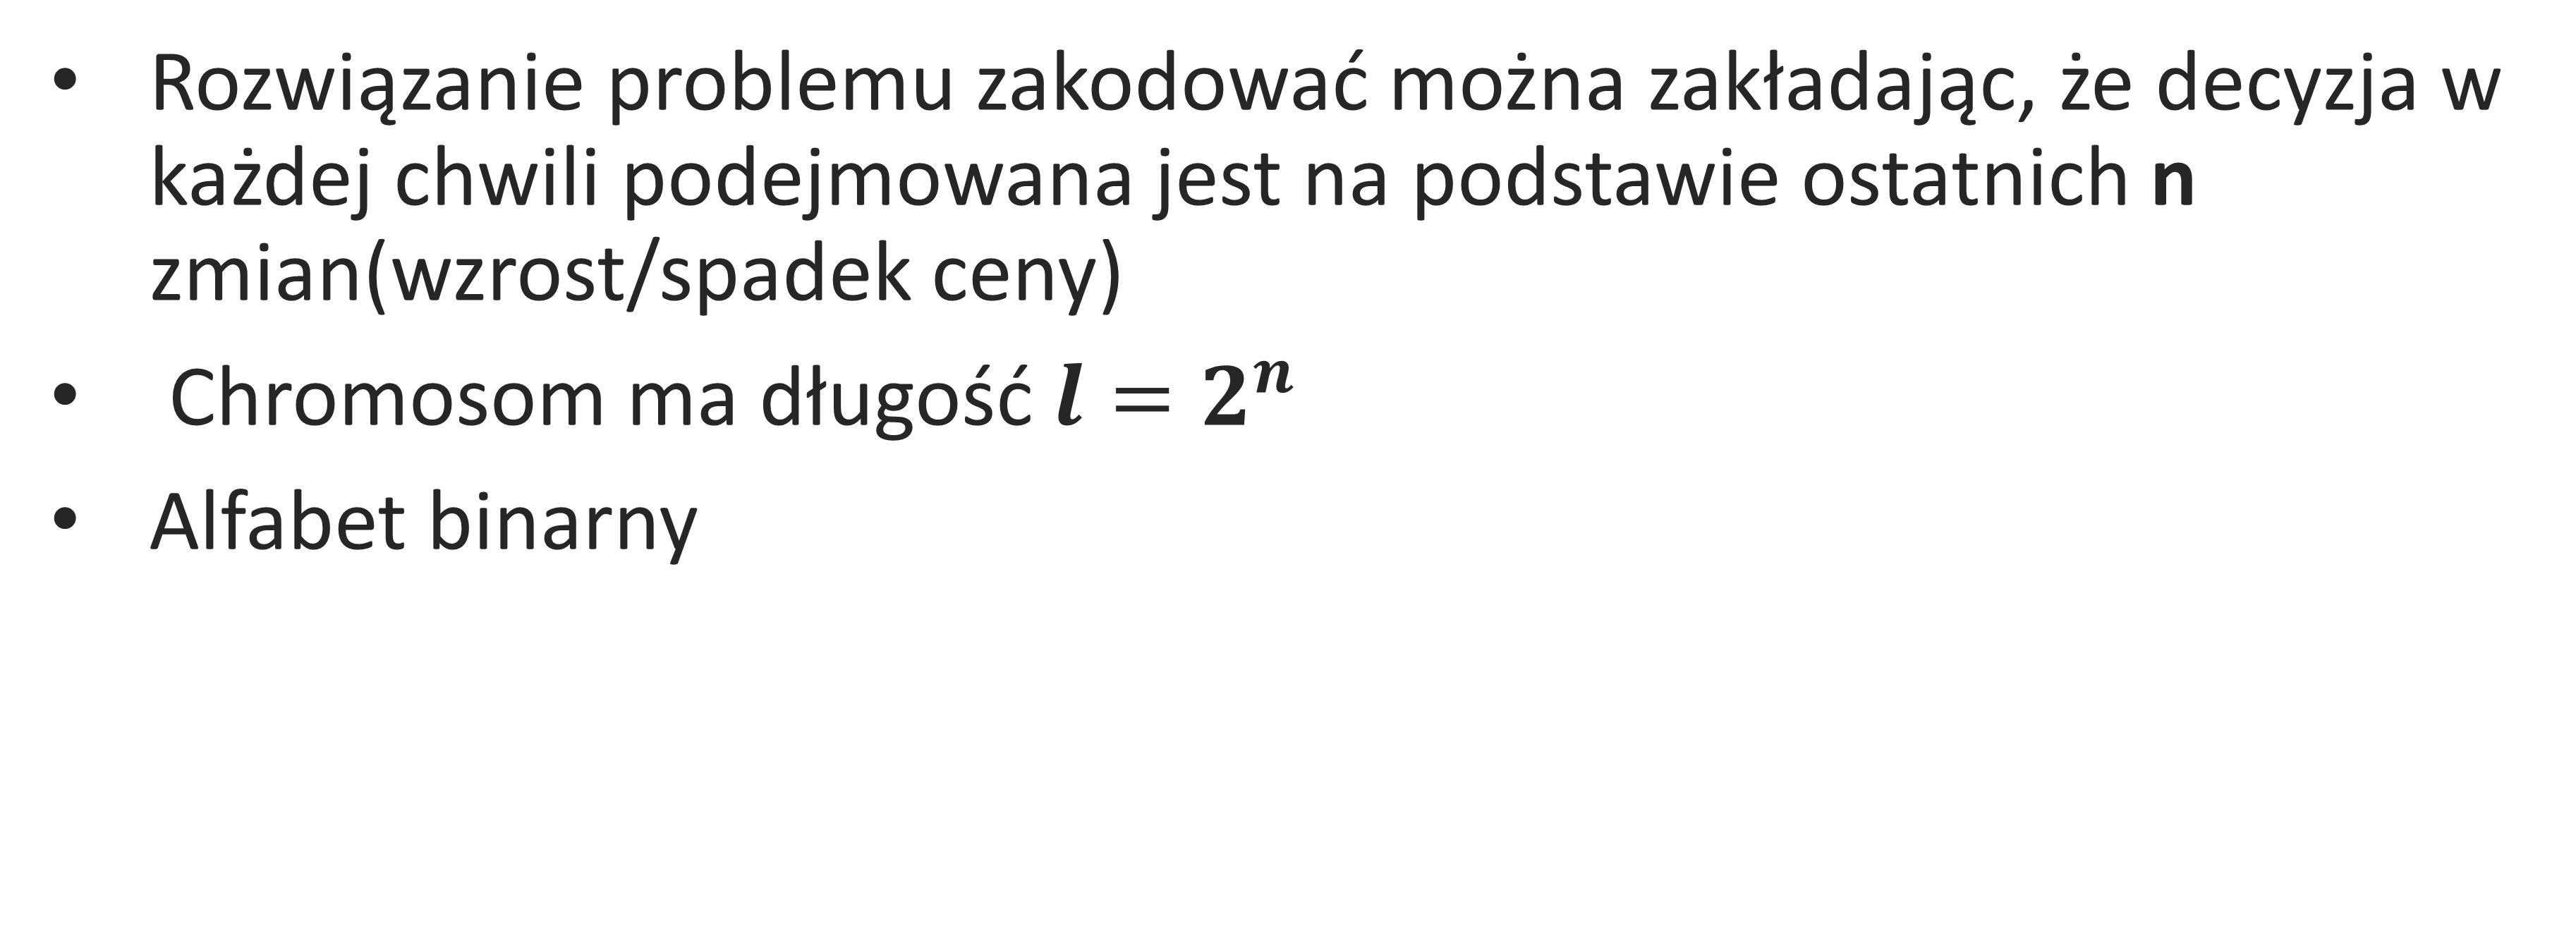 • Rozwiązanie problemu zakodować można zakładając, że decyzja w
każdej chwili podejmowana jest na podstawie ostatnich n
zmian(wzrost/spadek ceny)
• Chromosom ma długość l = 2ⁿ
• Alfabet binarny